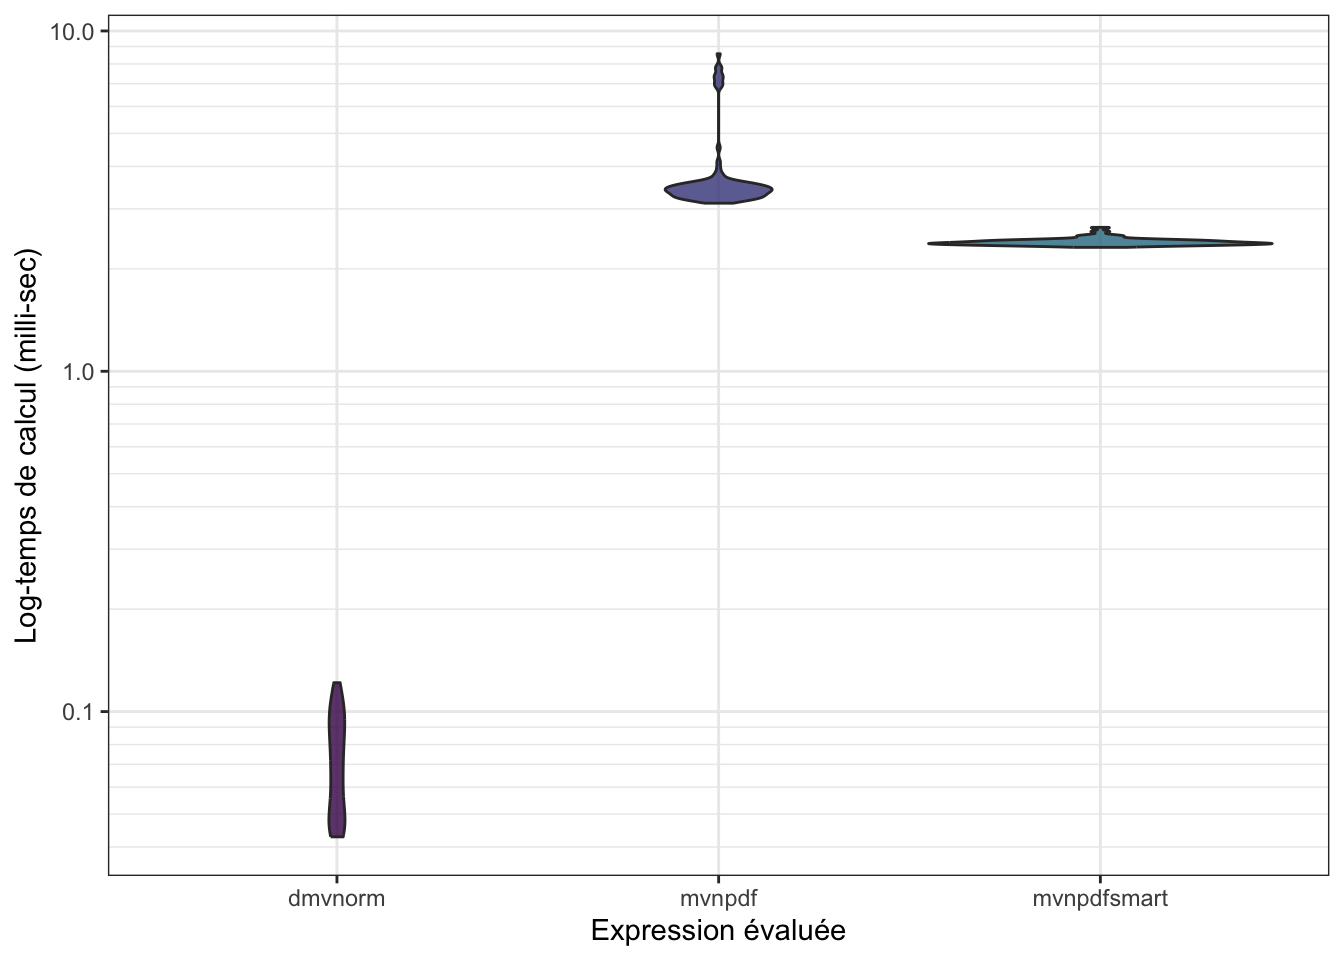 10.0
1.0
0.1
Log-temps de calcul (milli-sec)
dmvnorm
mvnpdf
mvnpdfsmart
Expression évaluée